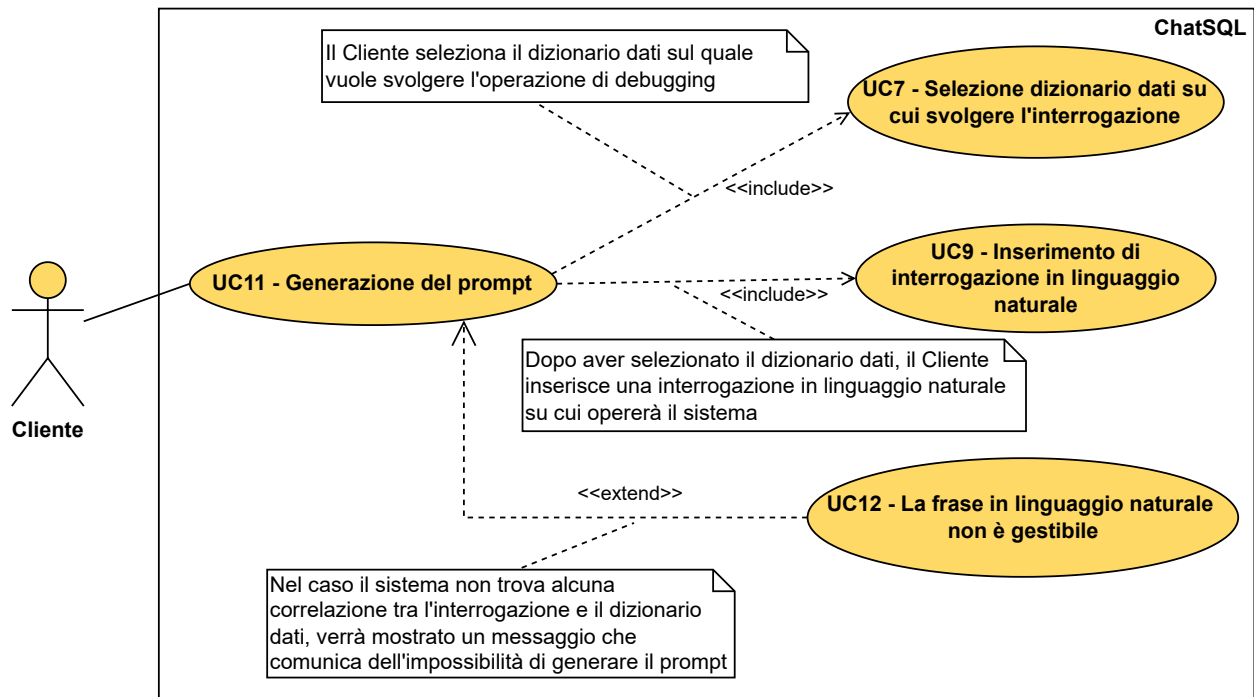 ChatSQL
Il Cliente seleziona il dizionario dati sul quale
vuole svolgere l'operazione di debugging
UC7 - Selezione dizionario dati su
cui svolgere l'interrogazione
<<include>>
UC11 - Generazione del prompt
UC9 - Inserimento di
interrogazione in linguaggio
naturale
<<include>>
Dopo aver selezionato il dizionario dati, il Cliente
inserisce una interrogazione in linguaggio naturale
su cui opererà il sistema
Cliente
<<extend>>
UC12 - La frase in linguaggio naturale
non è gestibile
Nel caso il sistema non trova alcuna
correlazione tra l'interrogazione e il dizionario
dati, verrà mostrato un messaggio che
comunica dell'impossibilità di generare il prompt